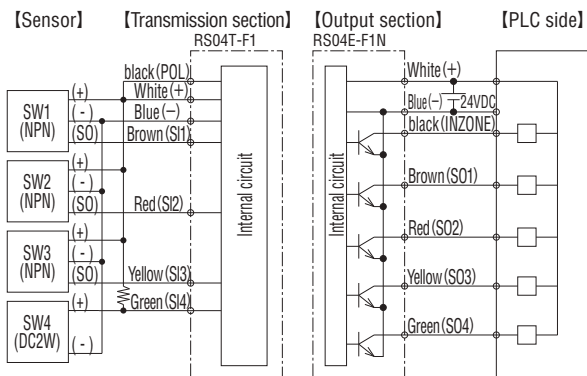 【Sensor】 【Transmission section】 【Output section】 【PLC side】
RS04T-F1 RS04E-F1N
black(POL)
White(+)
Blue(−)
Brown(SI1)
Red(SI2)
Yellow(SI3)
Green(SI4)
SW1
(NPN)
(+)
(-)
(SO)
SW2
(NPN)
(+)
(-)
(SO)
SW3
(NPN)
(+)
(-)
(SO)
SW4
(DC2W)
(+)
(-)
Internal circuit
Internal circuit
White(+)
Blue(−) 24VDC
black(INZONE)
Brown(SO1)
Red(SO2)
Yellow(SO3)
Green(SO4)